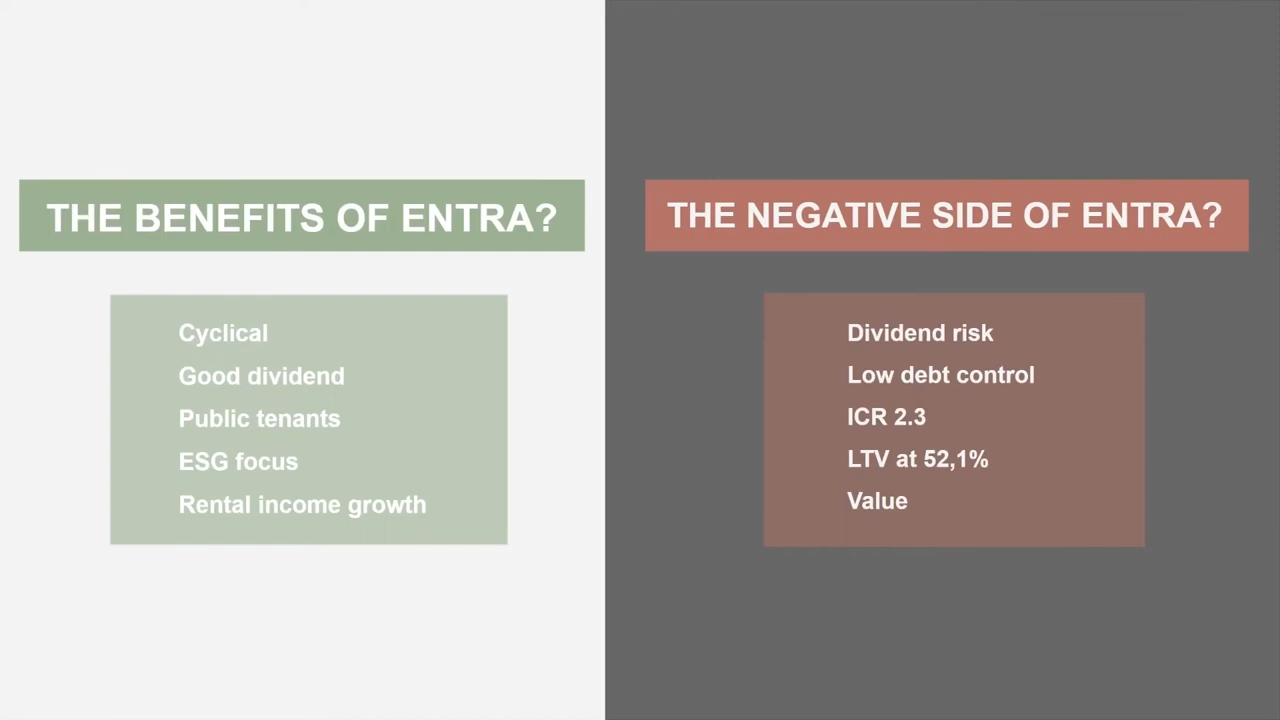 THE BENEFITS OF ENTRA?
Cyclical
Good dividend
Public tenants
ESG focus
Rental income growth
THE NEGATIVE SIDE OF ENTRA?
Dividend risk
Low debt control
ICR 2.3
LTV at 52,1%
Value